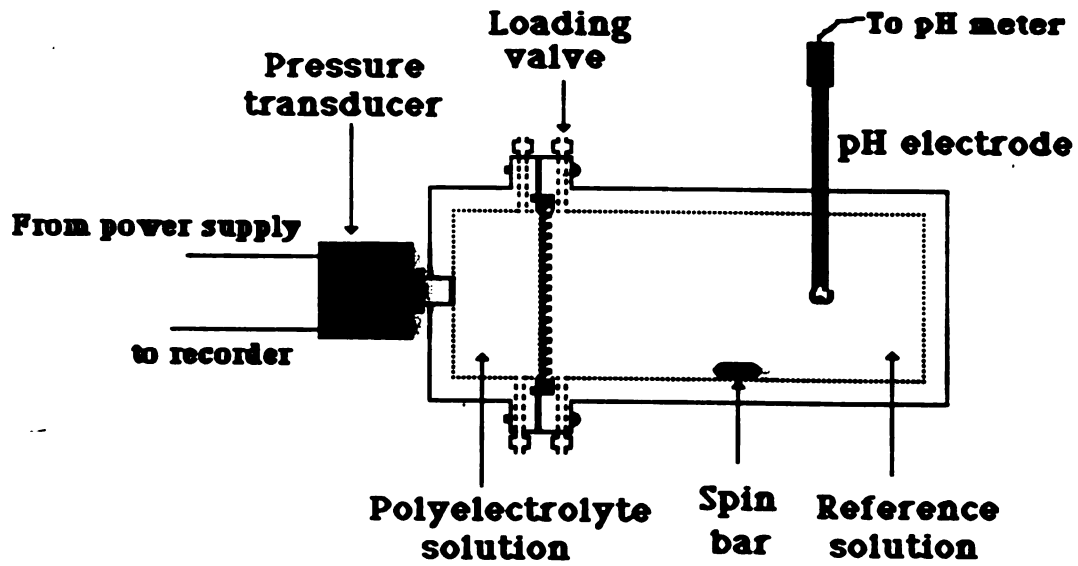 Loading
valve
To pH meter
Pressure
transducer
pH electrode
From power supply
to recorder
Polyelectrolyte
solution
Spin
bar
Reference
solution